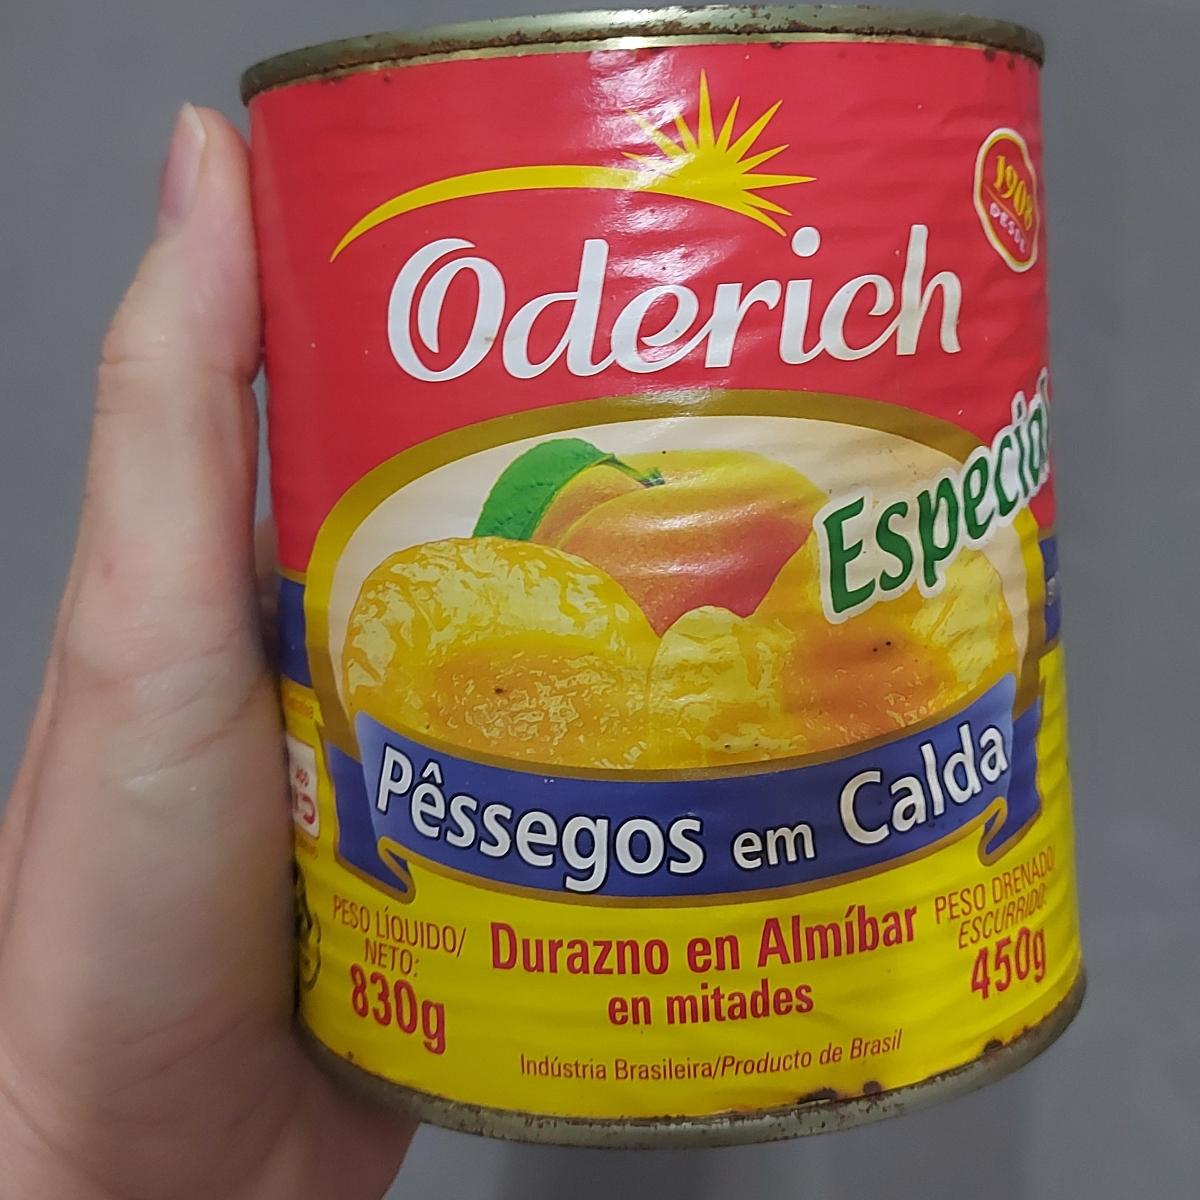 Oderich
1908
DESDE
Especial
Pêssegos em Calda
PESO LÍQUIDO/
NETO:
830g
Durazno en Almíbar
en mitades
PESO DRENADO/
ESCURRIDO:
450g
Indústria Brasileira/Producto de Brasil